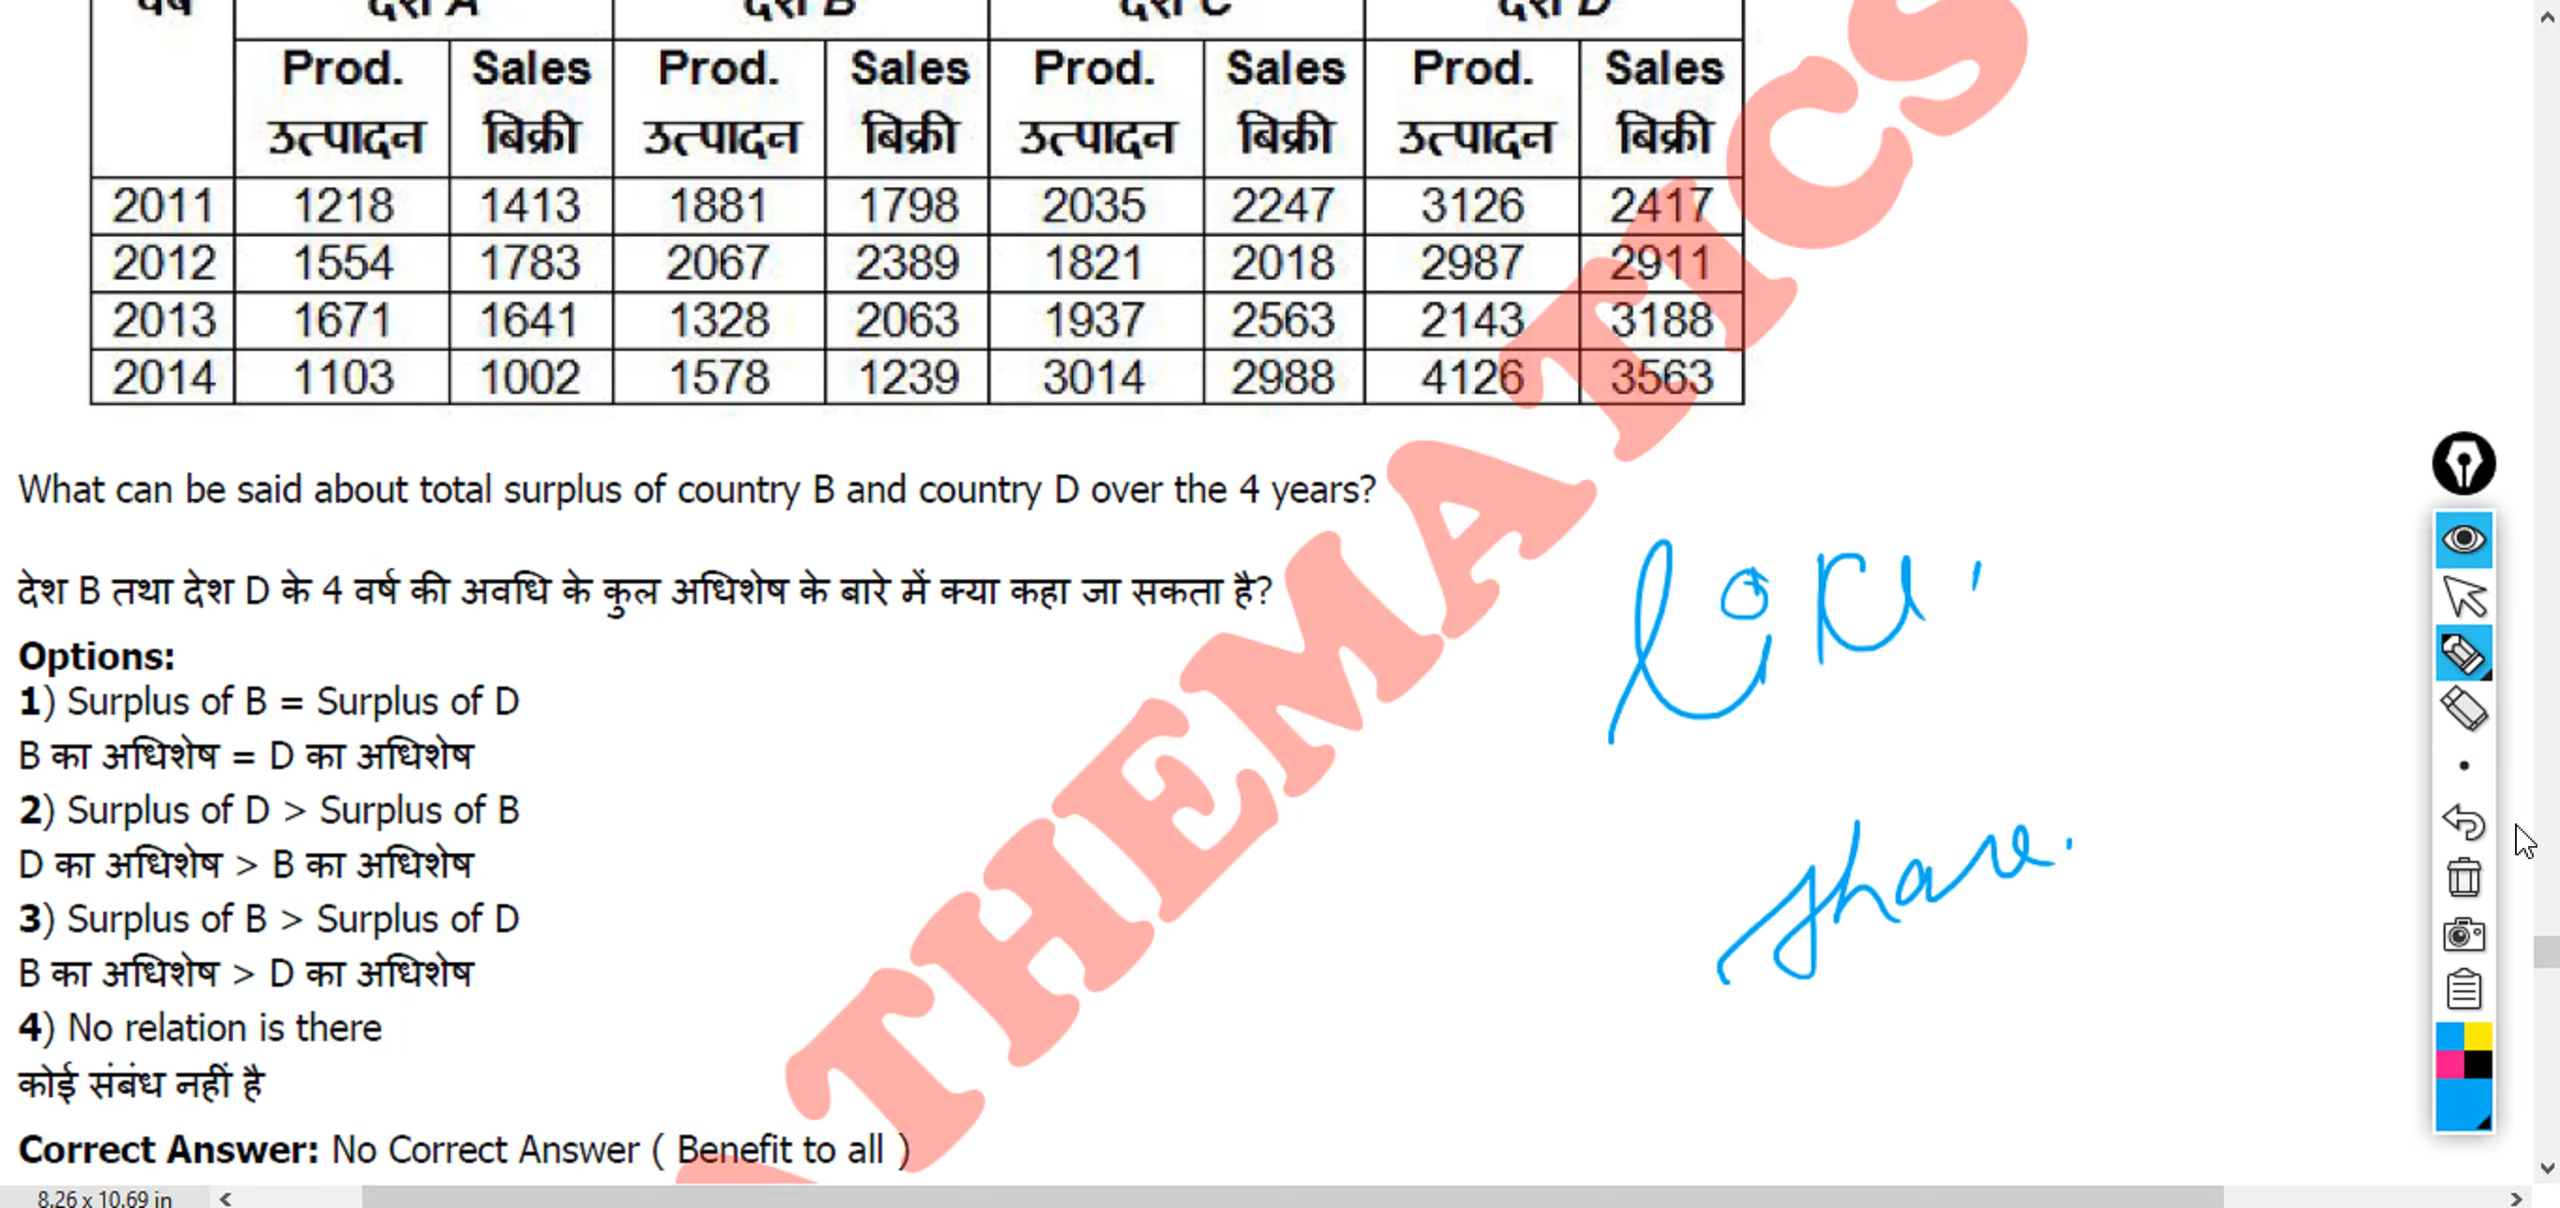 वर्ष देश A देश B देश C देश D
Prod. Sales Prod. Sales Prod. Sales Prod. Sales
उत्पादन बिक्री उत्पादन बिक्री उत्पादन बिक्री उत्पादन बिक्री
2011 1218 1413 1881 1798 2035 2247 3126 2417
2012 1554 1783 2067 2389 1821 2018 2987 2911
2013 1671 1641 1328 2063 1937 2563 2143 3188
2014 1103 1002 1578 1239 3014 2988 4126 3563
What can be said about total surplus of country B and country D over the 4 years?
देश B तथा देश D के 4 वर्ष की अवधि के कुल अधिशेष के बारे में क्या कहा जा सकता है?
Options:
1) Surplus of B = Surplus of D
B का अधिशेष = D का अधिशेष
2) Surplus of D > Surplus of B
D का अधिशेष > B का अधिशेष
3) Surplus of B > Surplus of D
B का अधिशेष > D का अधिशेष
4) No relation is there
कोई संबंध नहीं है
Correct Answer: No Correct Answer ( Benefit to all )
share.
THEMATICS
8.26 x 10.69 in